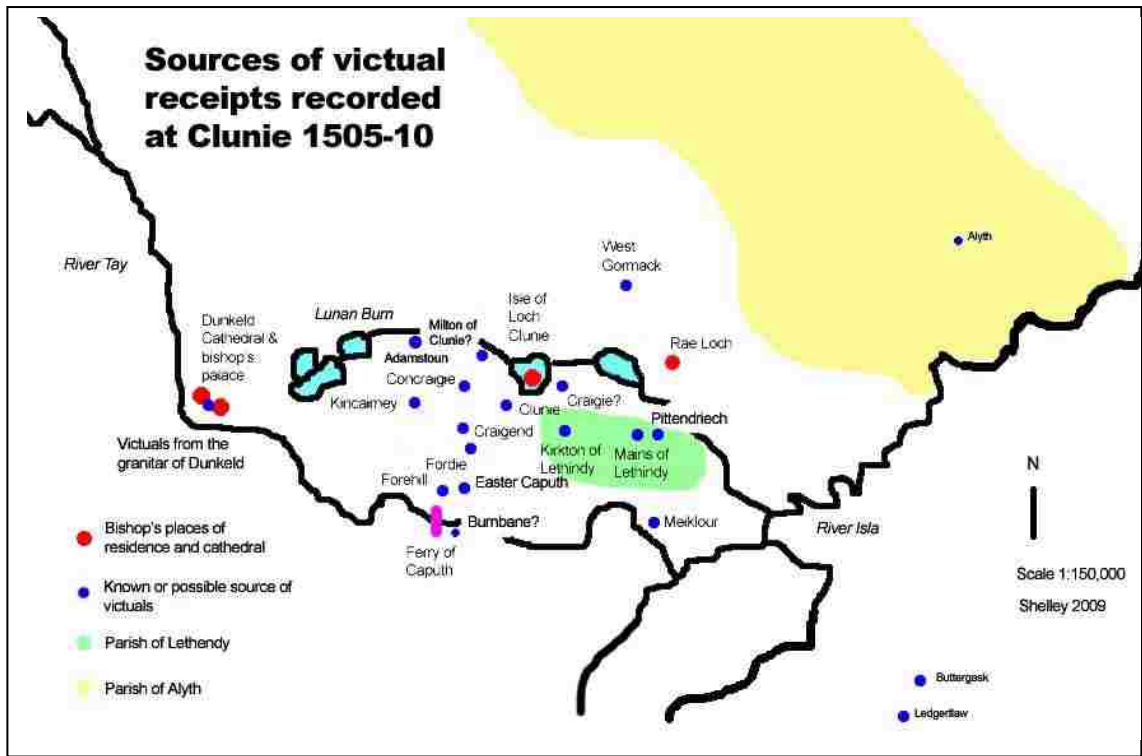 Sources of victual
receipts recorded
at Clunie 1505-10
Alyth
West
Gormack
River Tay
Isle of
Loch
Clunie
Lunan Burn
Dunkeld
Cathedral &
bishop's
palace
Milton of
Clunie?
Rae Loch
Adamstoun
Concraigie
Kincairney
Clunie
Craigie?
Pittendriech
Craigend
Kirkton of
Lethindy
Mains of
Lethindy
Victuals from the
granitar of Dunkeld
Fordie
Forehill
Easter Caputh
N
Burnbane?
Meiklour
River Isla
Ferry of
Caputh
Bishop's places of
residence and cathedral
Known or possible source of
victuals
Parish of Lethendy
Parish of Alyth
Scale 1:150,000
Shelley 2009
Buttergask
Ledgertlaw